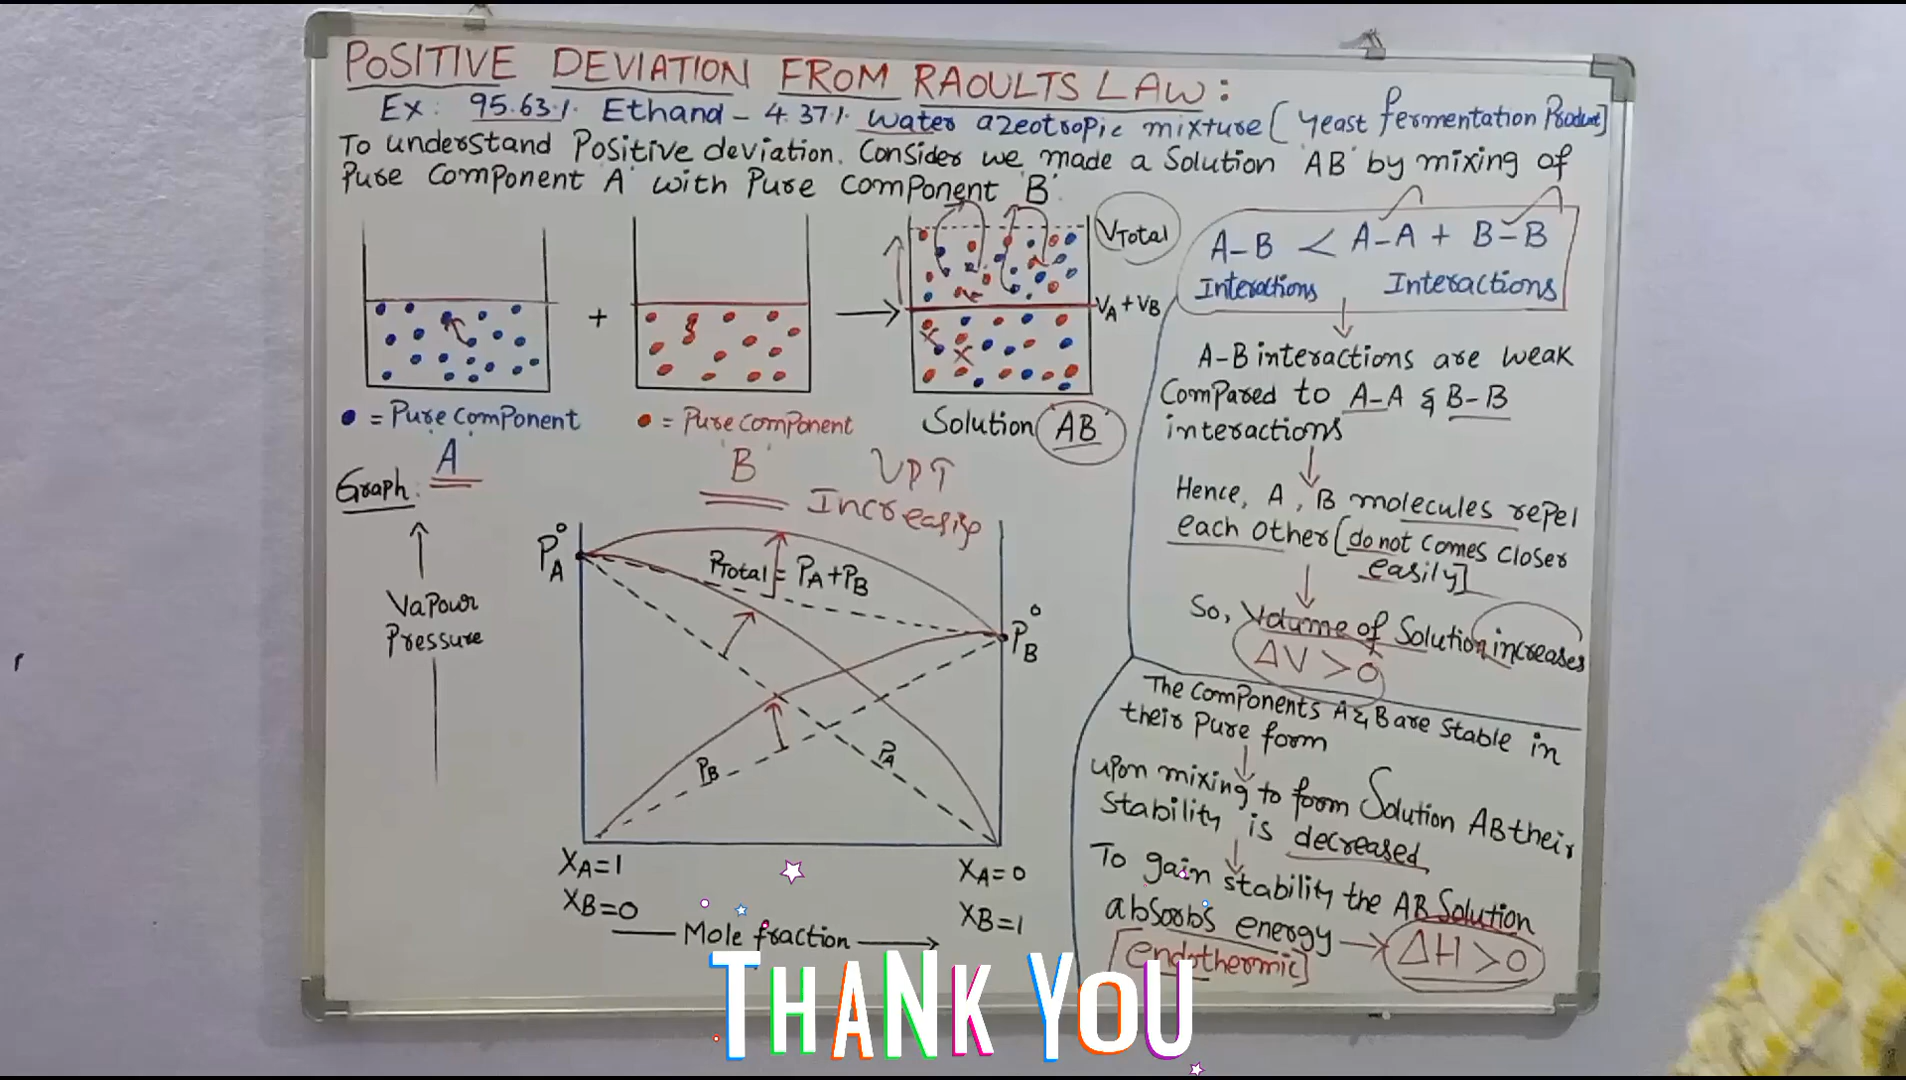 POSITIVE DEVIATION FROM RAOULTS LAW:
Ex: 95.63%. Ethanol - 4.37%. water azeotropic mixture [yeast fermentation Product]
To understand Positive deviation. Consider we made a Solution 'AB' by mixing of
Pure Component 'A' with Pure Component 'B'.
VTotal
VA + VB
+
= Pure Component
'A'
= Pure Component
'B'
Solution 'AB'
A-B < A-A + B-B
Interactions Interactions
A-B interactions are weak
Compared to A-A & B-B
interactions
Hence, A, B molecules repel
each other [do not comes closer
easily]
So, Volume of Solution increases
ΔV > 0
VP↑
Increasing
Graph:
Vapour
Pressure
P°A
PTotal = PA + PB
P°B
PB
PA
XA=1
XB=0
XA=0
XB=1
Mole fraction
The Components A & B are stable in
their Pure form
upon mixing to form Solution AB their
stability is decreased
To gain stability the AB Solution
absorbs energy → ΔH > 0
[endothermic]
THANK YOU